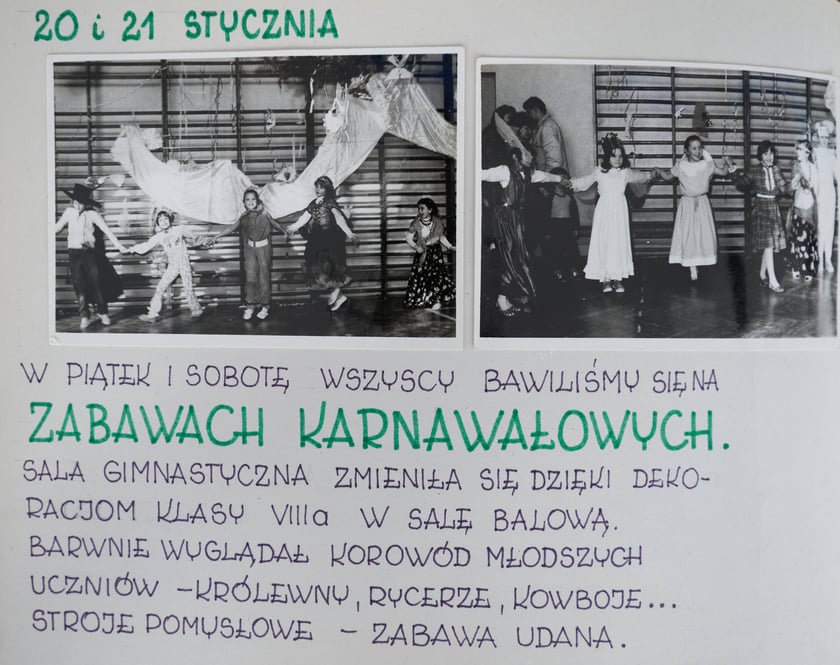 20 i 21 STYCZNIA
W PIĄTEK I SOBOTĘ WSZYSCY BAWILIŚMY SIĘ NA
ZABAWACH KARNAWAŁOWYCH.
SALA GIMNASTYCZNA ZMIENIŁA SIĘ DZIĘKI DEKO-
RACJOM KLASY VIIIa W SALĘ BALOWĄ.
BARWNIE WYGLĄDAŁ KOROWÓD MŁODSZYCH
UCZNIÓW - KRÓLEWNY, RYCERZE, KOWBOJE...
STROJE POMYSŁOWE - ZABAWA UDANA.